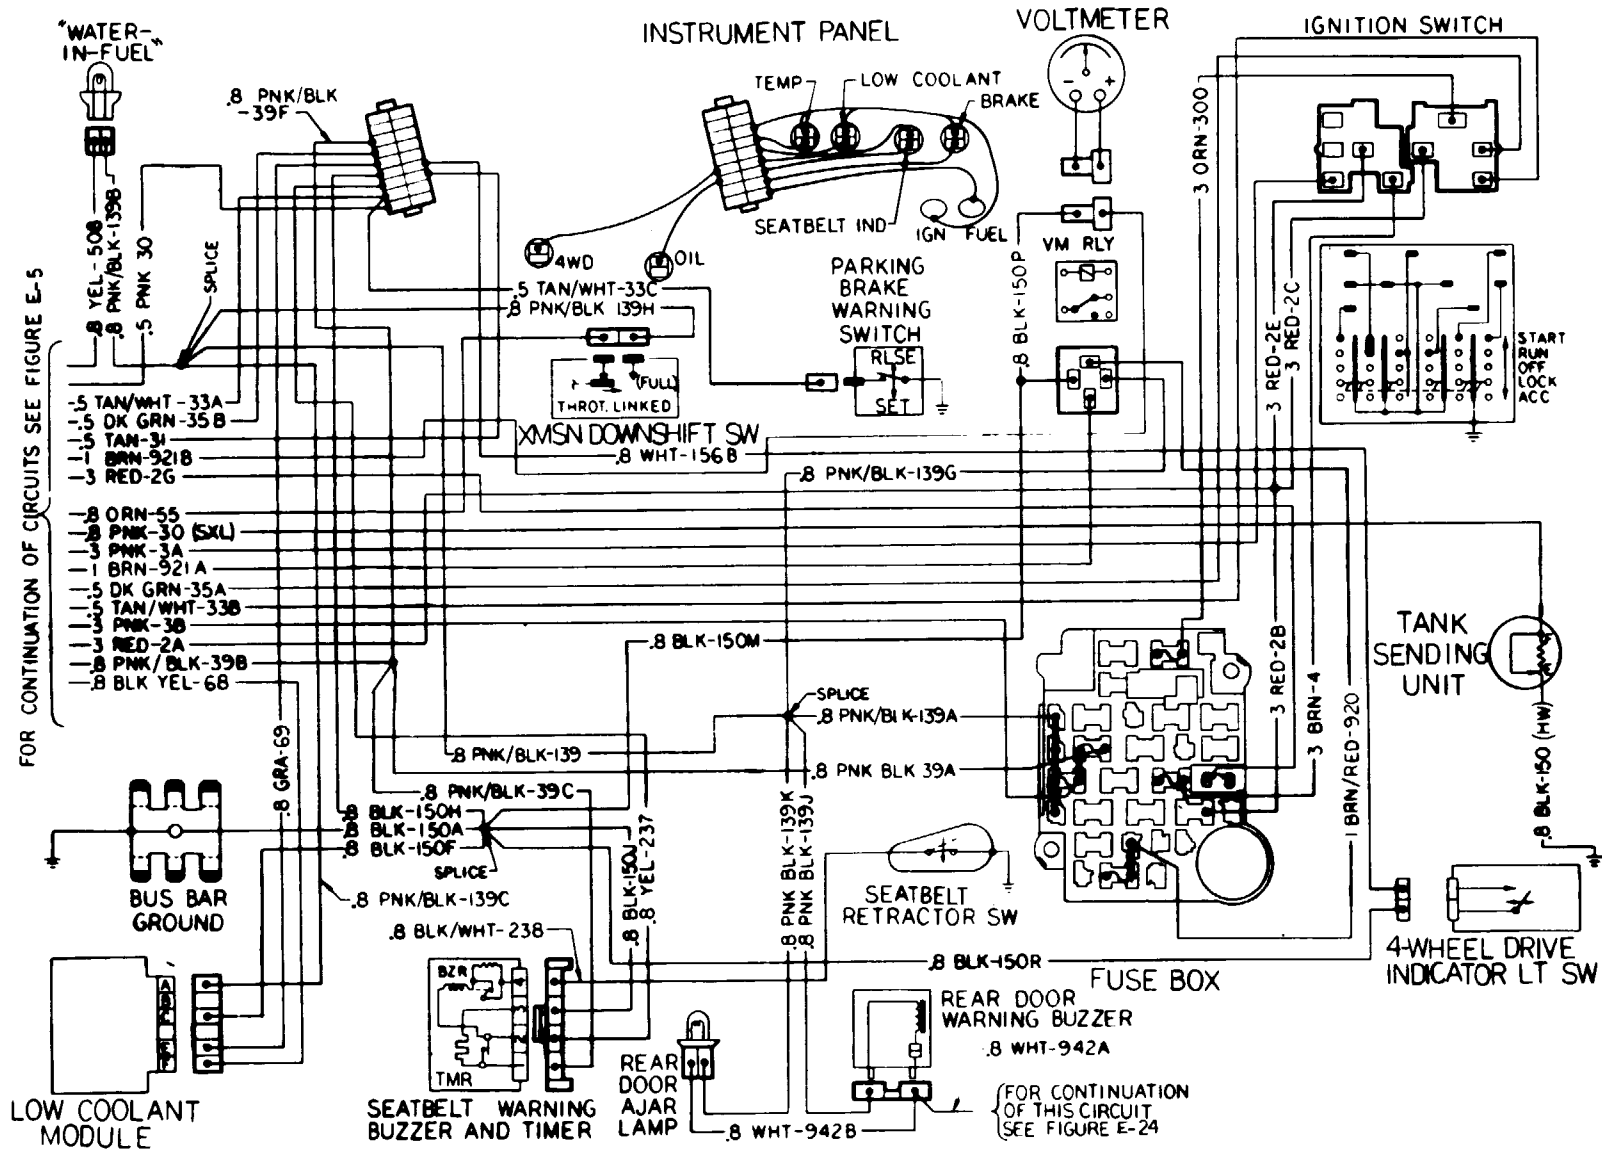 "WATER-
IN-FUEL"
INSTRUMENT PANEL
VOLTMETER
IGNITION SWITCH
.8 PNK/BLK
-39F
TEMP
LOW COOLANT
BRAKE
- +
SEATBELT IND
IGN
FUEL
4WD
OIL
3 ORN-300
VM RLY
.8 YEL-508
.8 PNK/BLK-139B
.5 PNK 30
SPLICE
.5 TAN/WHT-33C
.8 PNK/BLK 139H
PARKING
BRAKE
WARNING
SWITCH
RLSE
SET
.8 BLK-150P
3 RED-2E
3 RED-2C
START
RUN
OFF
LOCK
ACC
(FULL)
THROT. LINKED
XMSN DOWNSHIFT SW
.8 WHT-156B
.8 PNK/BLK-139G
FOR CONTINUATION OF CIRCUITS SEE FIGURE E-5
.5 TAN/WHT-33A
.5 DK GRN-35B
.5 TAN-31
1 BRN-921B
3 RED-2G
.8 ORN-55
.8 PNK-30 (SXL)
3 PNK-3A
1 BRN-921A
.5 DK GRN-35A
.5 TAN/WHT-33B
3 PNK-3B
3 RED-2A
.8 PNK/BLK-39B
.8 BLK YEL-68
.8 BLK-150M
TANK
SENDING
UNIT
SPLICE
.8 PNK/BLK-139A
.8 PNK/BLK-139
.8 PNK BLK 39A
.8 GRA-69
3 RED-2B
3 BRN-4
1 BRN/RED-920
.8 BLK-150 (HW)
.8 PNK/BLK-39C
.8 BLK-150H
.8 BLK-150A
.8 BLK-150F
SPLICE
.8 BLK-150J
.8 YEL-237
.8 PNK BLK-139K
.8 PNK BLK-139J
BUS BAR
GROUND
.8 PNK/BLK-139C
.8 BLK/WHT-238
SEATBELT
RETRACTOR SW
.8 BLK-150R
FUSE BOX
4-WHEEL DRIVE
INDICATOR LT SW
A
B
BZR
4
3
2
TMR
LOW COOLANT
MODULE
SEATBELT WARNING
BUZZER AND TIMER
REAR
DOOR
AJAR
LAMP
REAR DOOR
WARNING BUZZER
.8 WHT-942A
.8 WHT-942B
FOR CONTINUATION
OF THIS CIRCUIT
SEE FIGURE E-24